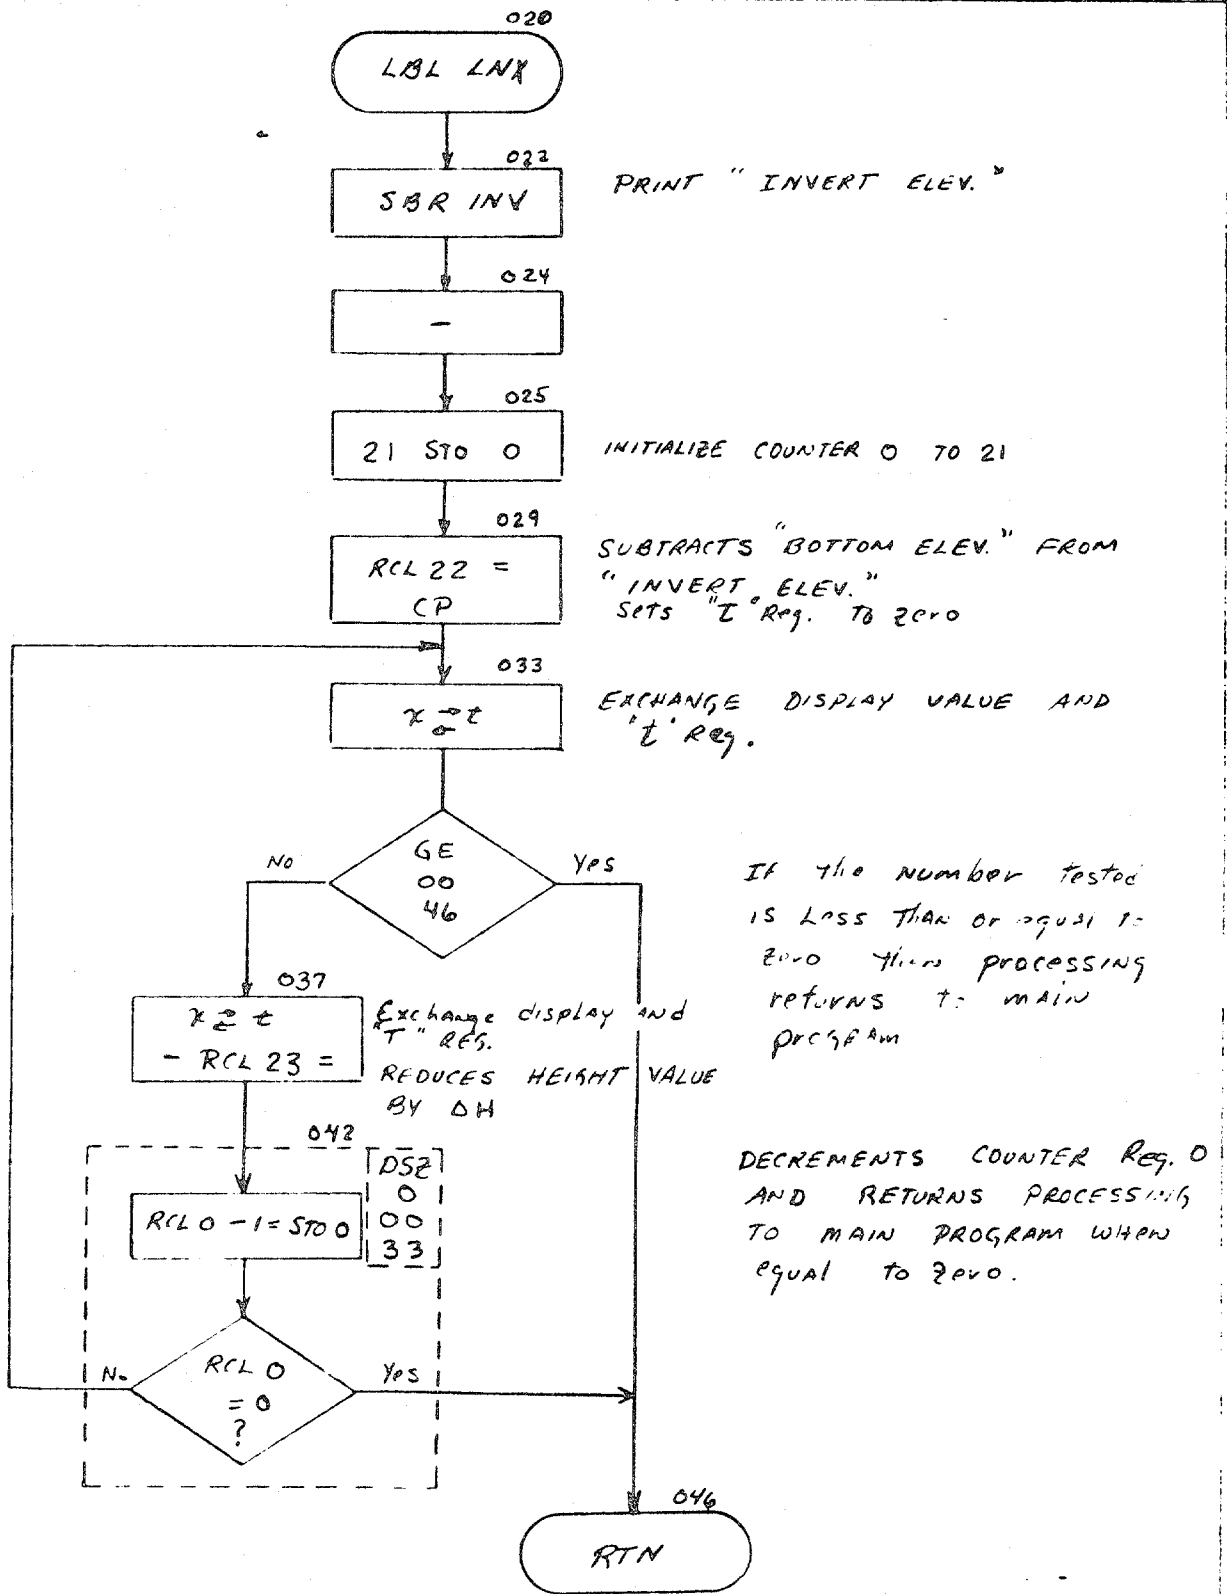 020
LBL LNX
022
SBR INV
PRINT "INVERT ELEV."
024
-
025
21 STO 0
INITIALIZE COUNTER 0 TO 21
029
RCL 22 =
CP
SUBTRACTS "BOTTOM ELEV." FROM
"INVERT ELEV."
Sets "T" Reg. To zero
033
x ⇄ t
EXCHANGE DISPLAY VALUE AND
't' Reg.
No
GE
00
46
Yes
If the number tested
is Less Than or equal to
zero then processing
returns to main
program
037
x ⇄ t
- RCL 23 =
Exchange display and
"T" REG.
REDUCES HEIGHT VALUE
BY ΔH
042
DSZ
0
00
33
RCL 0 - 1 = STO 0
DECREMENTS COUNTER Reg. 0
AND RETURNS PROCESSING
TO MAIN PROGRAM WHEN
equal to Zero.
No
RCL 0
= 0
?
Yes
046
RTN